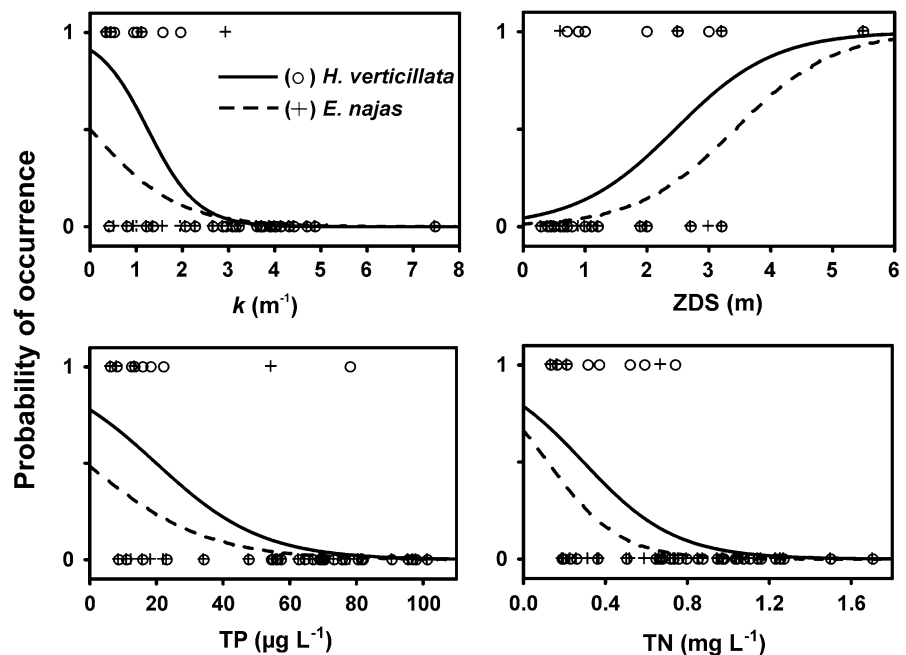 1
0
0 1 2 3 4 5 6 7 8
k (m-1)
(○) H. verticillata
(+) E. najas
1
0
0 1 2 3 4 5 6
ZDS (m)
Probability of occurrence
1
0
0 20 40 60 80 100
TP (µg L-1)
1
0
0.0 0.4 0.8 1.2 1.6
TN (mg L-1)